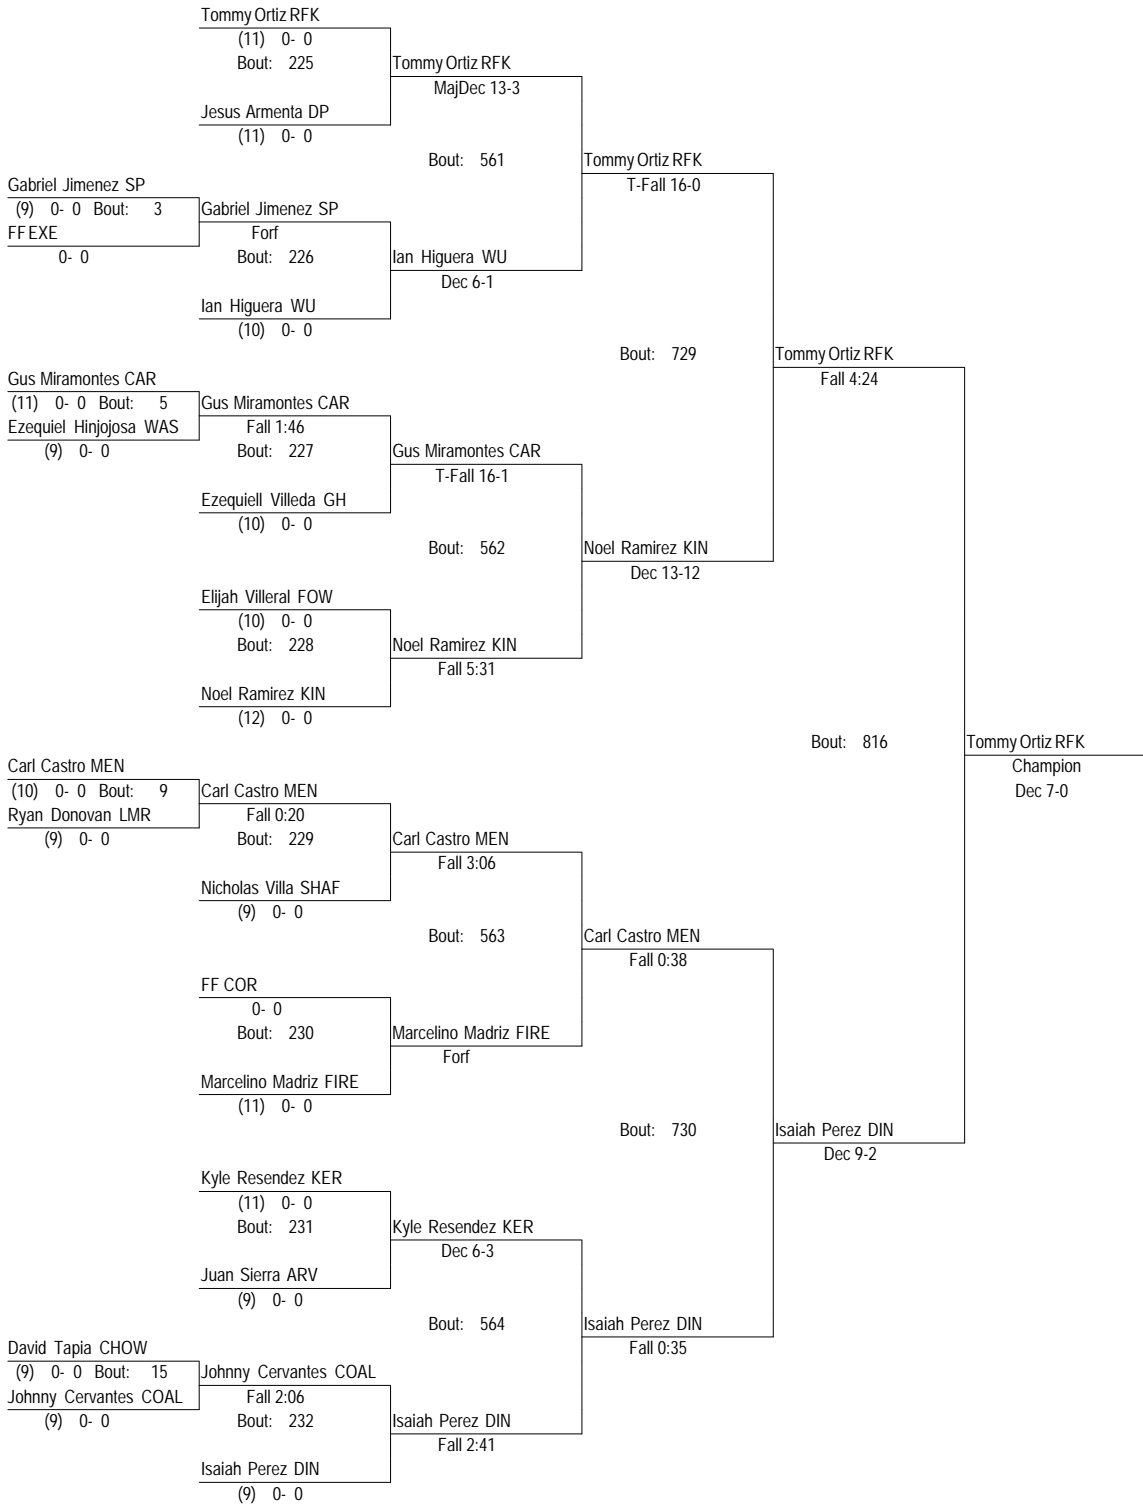 Tommy Ortiz RFK
(11) 0- 0
Bout: 225
Tommy Ortiz RFK
MajDec 13-3
Jesus Armenta DP
(11) 0- 0
Bout: 561
Tommy Ortiz RFK
T-Fall 16-0
Gabriel Jimenez SP
(9) 0- 0 Bout: 3
Gabriel Jimenez SP
FF EXE
Forf
0- 0
Bout: 226
Ian Higuera WU
Dec 6-1
Ian Higuera WU
(10) 0- 0
Bout: 729
Tommy Ortiz RFK
Fall 4:24
Gus Miramontes CAR
(11) 0- 0 Bout: 5
Gus Miramontes CAR
Ezequiel Hinjojosa WAS
Fall 1:46
(9) 0- 0
Bout: 227
Gus Miramontes CAR
T-Fall 16-1
Ezequiell Villeda GH
(10) 0- 0
Bout: 562
Noel Ramirez KIN
Dec 13-12
Elijah Villeral FOW
(10) 0- 0
Bout: 228
Noel Ramirez KIN
Fall 5:31
Noel Ramirez KIN
(12) 0- 0
Bout: 816
Tommy Ortiz RFK
Champion
Dec 7-0
Carl Castro MEN
(10) 0- 0 Bout: 9
Carl Castro MEN
Ryan Donovan LMR
Fall 0:20
(9) 0- 0
Bout: 229
Carl Castro MEN
Fall 3:06
Nicholas Villa SHAF
(9) 0- 0
Bout: 563
Carl Castro MEN
Fall 0:38
FF COR
0- 0
Bout: 230
Marcelino Madriz FIRE
Forf
Marcelino Madriz FIRE
(11) 0- 0
Bout: 730
Isaiah Perez DIN
Dec 9-2
Kyle Resendez KER
(11) 0- 0
Bout: 231
Kyle Resendez KER
Dec 6-3
Juan Sierra ARV
(9) 0- 0
Bout: 564
Isaiah Perez DIN
Fall 0:35
David Tapia CHOW
(9) 0- 0 Bout: 15
Johnny Cervantes COAL
Johnny Cervantes COAL
Fall 2:06
(9) 0- 0
Bout: 232
Isaiah Perez DIN
Fall 2:41
Isaiah Perez DIN
(9) 0- 0